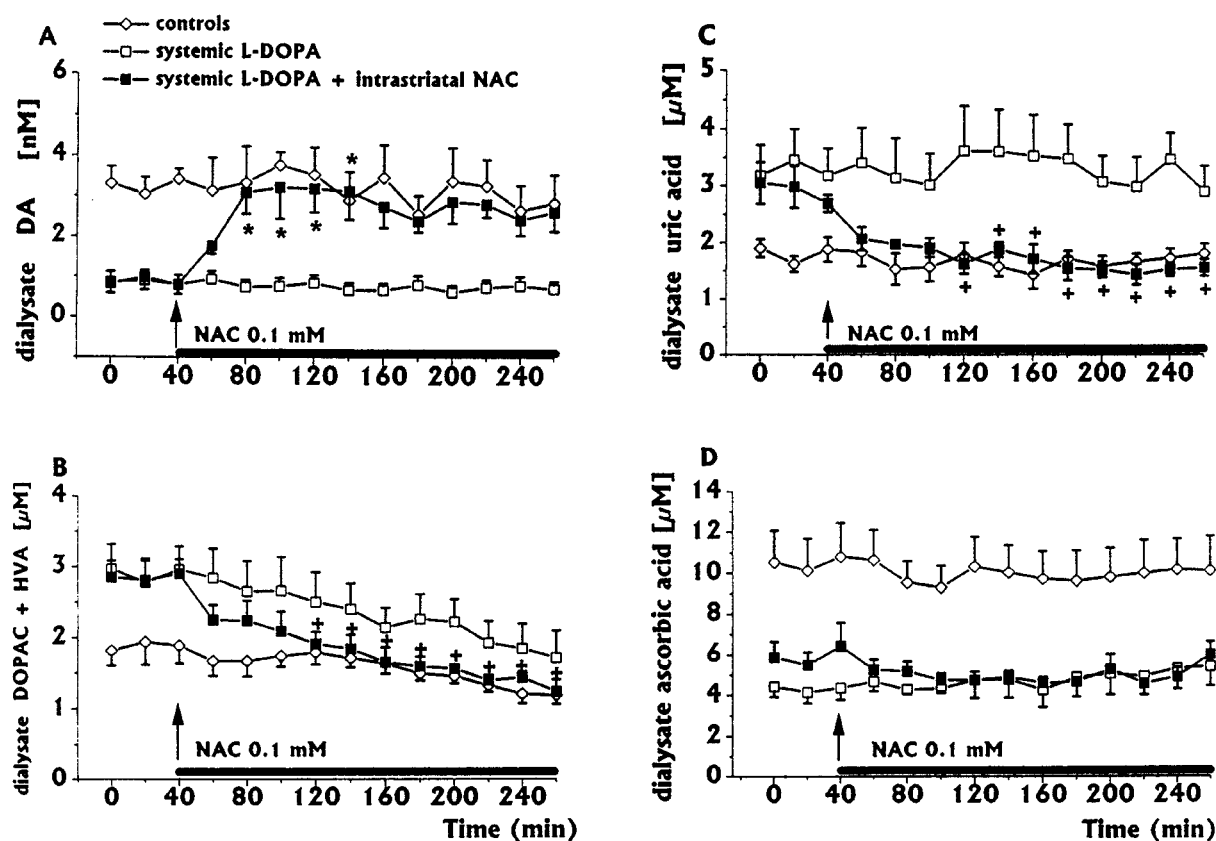 A
controls
systemic L-DOPA
systemic L-DOPA + intrastriatal NAC
dialysate DA [nM]
6
4
2
0
* * * *
NAC 0.1 mM
0 40 80 120 160 200 240
B
dialysate DOPAC + HVA [µM]
4
3
2
1
0
+ + + + + + + +
NAC 0.1 mM
0 40 80 120 160 200 240
Time (min)
C
dialysate uric acid [µM]
5
4
3
2
1
0
+ + + + + + + +
NAC 0.1 mM
0 40 80 120 160 200 240
D
dialysate ascorbic acid [µM]
14
12
10
8
6
4
2
0
NAC 0.1 mM
0 40 80 120 160 200 240
Time (min)